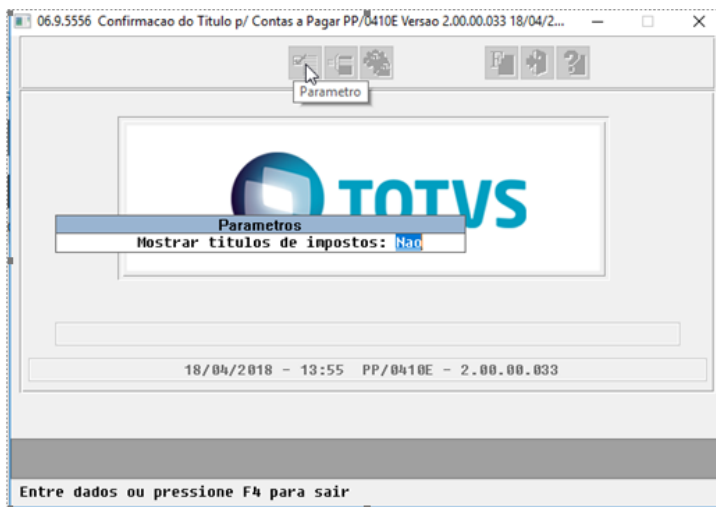 06.9.5556 Confirmacao do Titulo p/ Contas a Pagar PP/0410E Versao 2.00.00.033 18/04/2...
Parametro
TOTVS
Parametros
Mostrar titulos de impostos: Nao
18/04/2018 - 13:55 PP/0410E - 2.00.00.033
Entre dados ou pressione F4 para sair